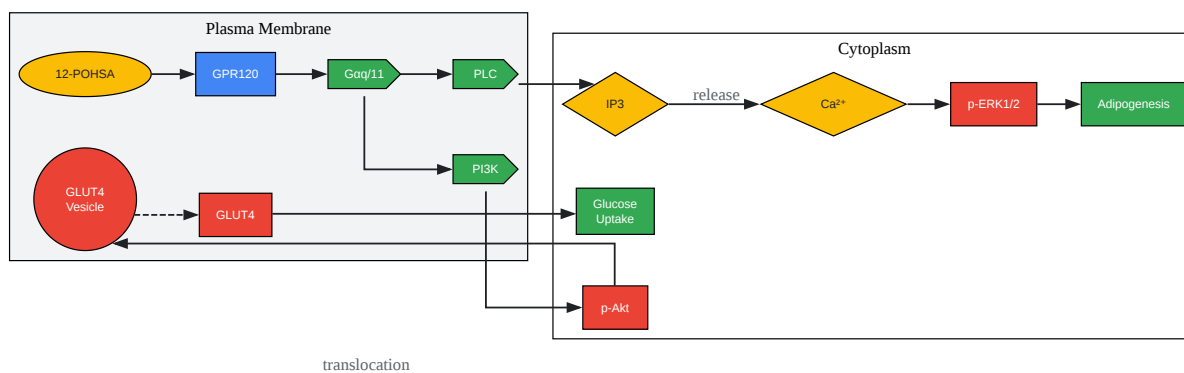 Plasma Membrane
Cytoplasm
12-POHSA
GPR120
Gαq/11
PLC
IP3
release
Ca²⁺
p-ERK1/2
Adipogenesis
PI3K
GLUT4
Vesicle
GLUT4
Glucose
Uptake
p-Akt
translocation